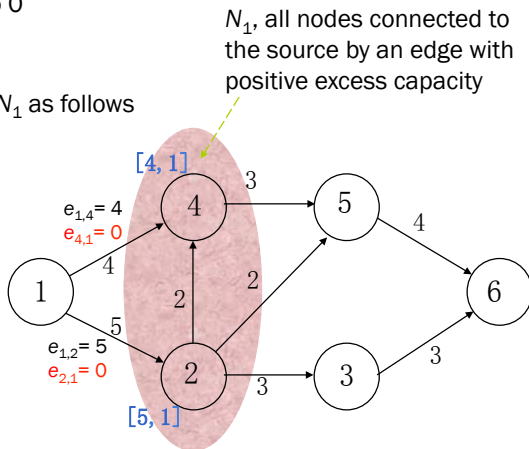 N₁, all nodes connected to
the source by an edge with
positive excess capacity
N₁ as follows
[4, 1]
e₁,₄= 4
e₄,₁= 0
4
3
5
4
4
1
2
2
6
5
e₁,₂= 5
e₂,₁= 0
2
3
3
3
[5, 1]